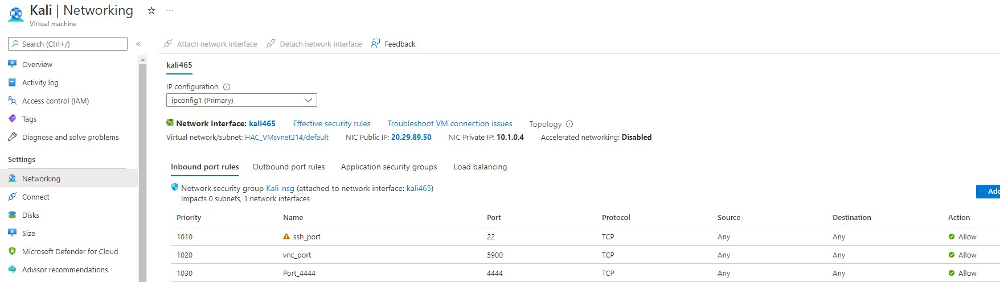 Kali | Networking
Virtual machine
Search (Ctrl+/)
Overview
Activity log
Access control (IAM)
Tags
Diagnose and solve problems
Settings
Networking
Connect
Disks
Size
Microsoft Defender for Cloud
Advisor recommendations
Attach network interface Detach network interface Feedback
kali465
IP configuration
ipconfig1 (Primary)
Network Interface: kali465 Effective security rules Troubleshoot VM connection issues Topology
Virtual network/subnet: HAC_VMsvnet214/default NIC Public IP: 20.29.89.50 NIC Private IP: 10.1.0.4 Accelerated networking: Disabled
Inbound port rules Outbound port rules Application security groups Load balancing
Network security group Kali-nsg (attached to network interface: kali465)
Impacts 0 subnets, 1 network interfaces
Add
Priority Name Port Protocol Source Destination Action
1010 ssh_port 22 TCP Any Any Allow
1020 vnc_port 5900 TCP Any Any Allow
1030 Port_4444 4444 TCP Any Any Allow